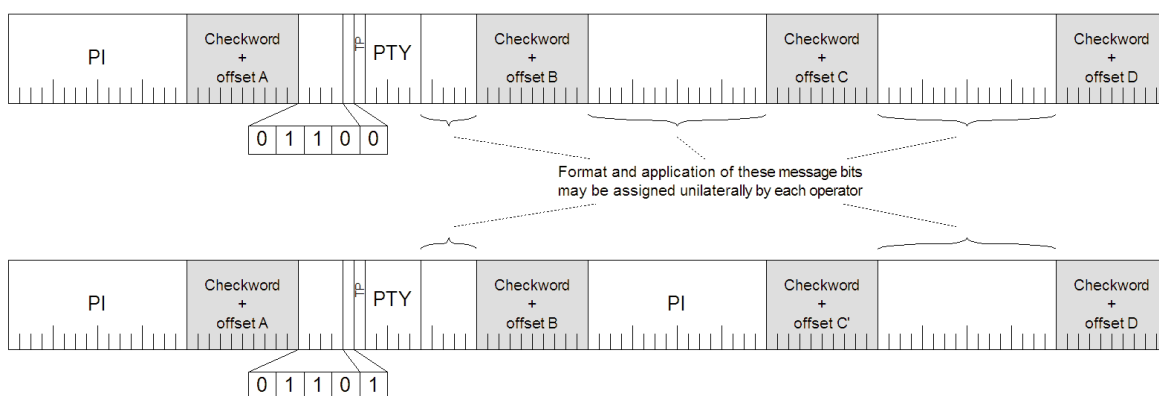 PI
Checkword
+
offset A
TP
PTY
Checkword
+
offset B
Checkword
+
offset C
Checkword
+
offset D
0 1 1 0 0
Format and application of these message bits
may be assigned unilaterally by each operator
PI
Checkword
+
offset A
TP
PTY
Checkword
+
offset B
PI
Checkword
+
offset C'
Checkword
+
offset D
0 1 1 0 1